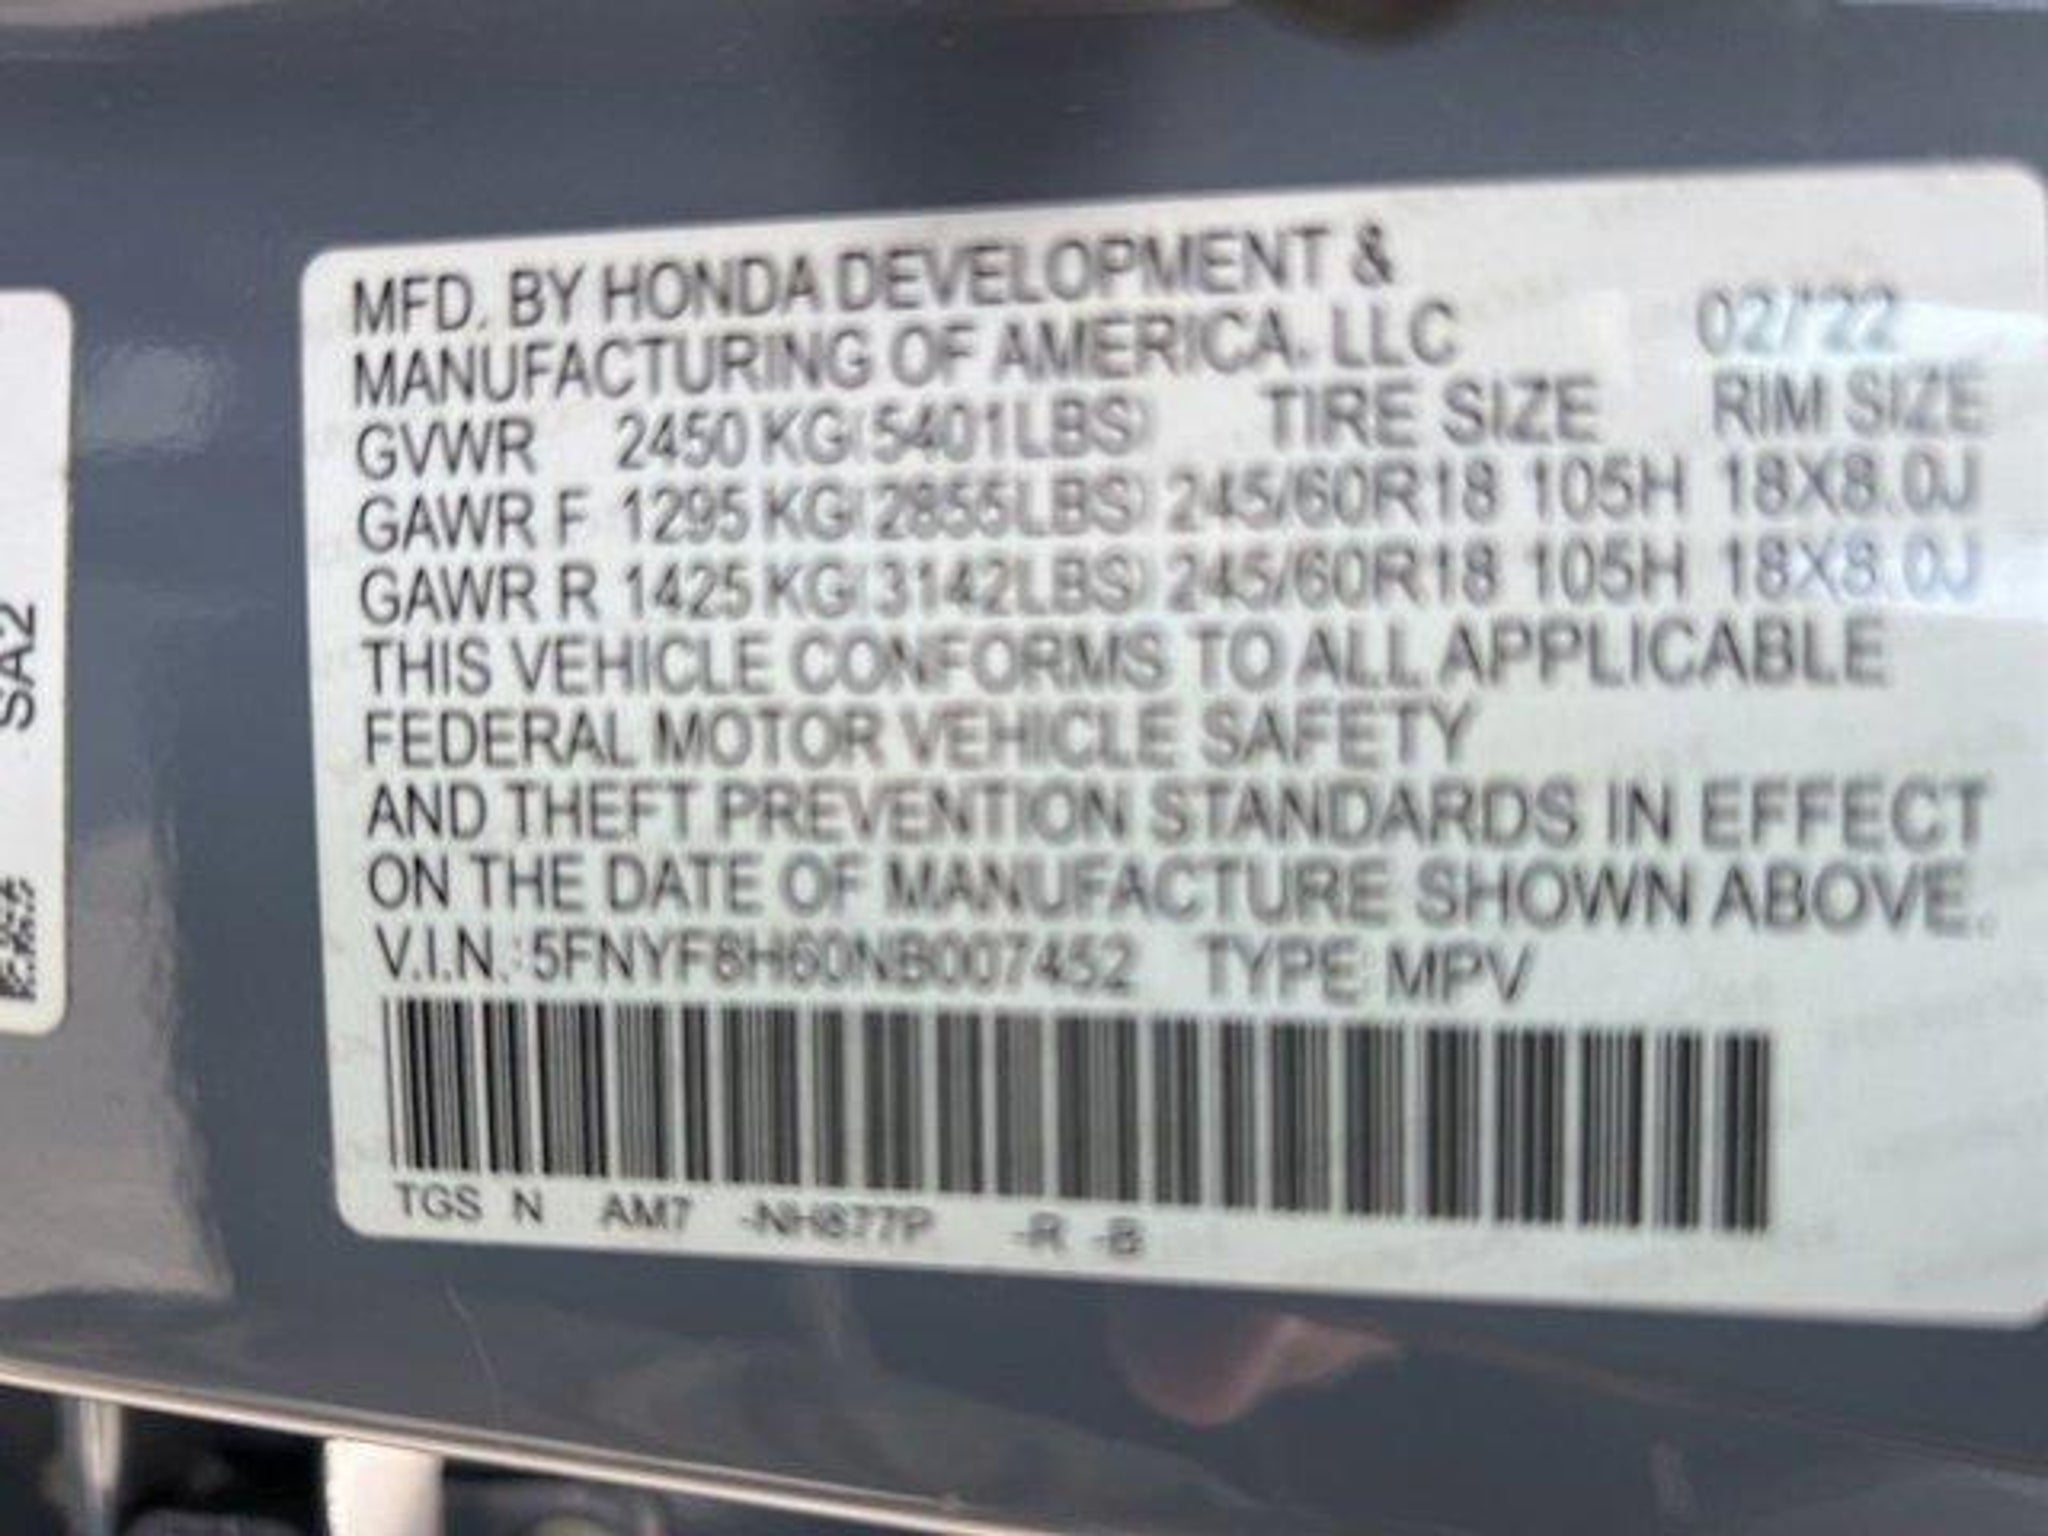 MFD. BY HONDA DEVELOPMENT &
MANUFACTURING OF AMERICA, LLC 02/22
GVWR 2450 KG (5401LBS) TIRE SIZE RIM SIZE
GAWR F 1295 KG (2855LBS) 245/60R18 105H 18X8.0J
GAWR R 1425 KG (3142LBS) 245/60R18 105H 18X8.0J
THIS VEHICLE CONFORMS TO ALL APPLICABLE
FEDERAL MOTOR VEHICLE SAFETY
AND THEFT PREVENTION STANDARDS IN EFFECT
ON THE DATE OF MANUFACTURE SHOWN ABOVE.
V.I.N.: 5FNYF8H60NB007452 TYPE: MPV
TGS N AM7 -NH877P -R -B
SA2